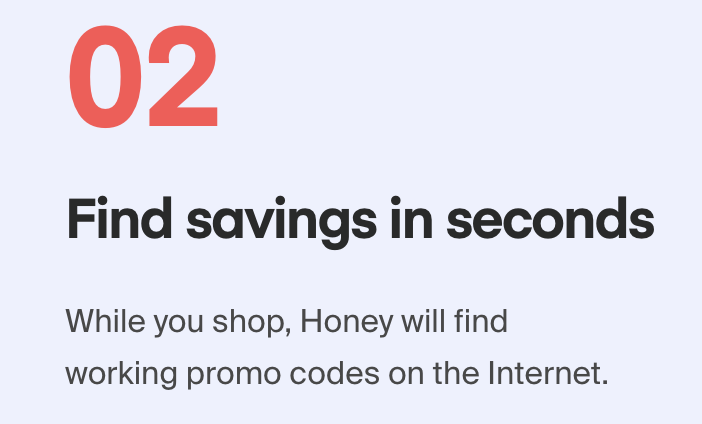 02
Find savings in seconds
While you shop, Honey will find
working promo codes on the Internet.